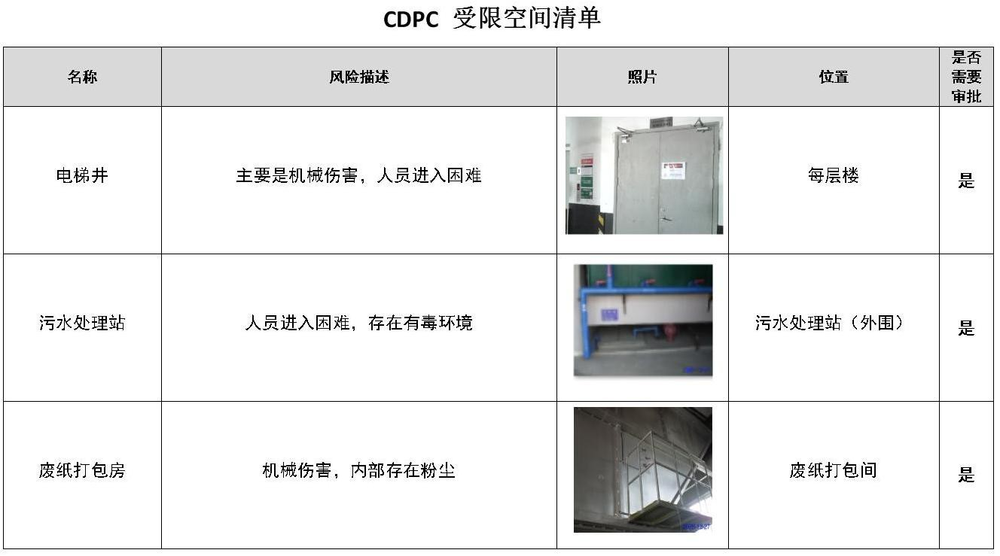 CDPC 受限空间清单
名称
风险描述
照片
位置
是否
需要
审批
电梯井
主要是机械伤害，人员进入困难
每层楼
是
污水处理站
人员进入困难，存在有毒环境
污水处理站（外围）
是
废纸打包房
机械伤害，内部存在粉尘
废纸打包间
是